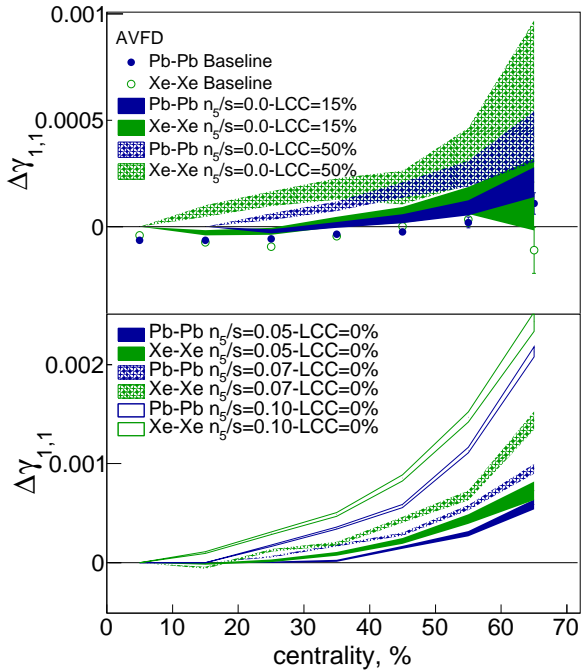 0.001
AVFD
Pb-Pb Baseline
Xe-Xe Baseline
Pb-Pb n5/s=0.0-LCC=15%
0.0005
Xe-Xe n5/s=0.0-LCC=15%
Pb-Pb n5/s=0.0-LCC=50%
Xe-Xe n5/s=0.0-LCC=50%
Δγ1,1
0
Pb-Pb n5/s=0.05-LCC=0%
Xe-Xe n5/s=0.05-LCC=0%
0.002
Pb-Pb n5/s=0.07-LCC=0%
Xe-Xe n5/s=0.07-LCC=0%
Pb-Pb n5/s=0.10-LCC=0%
Xe-Xe n5/s=0.10-LCC=0%
0.001
Δγ1,1
0
0 10 20 30 40 50 60 70
centrality, %